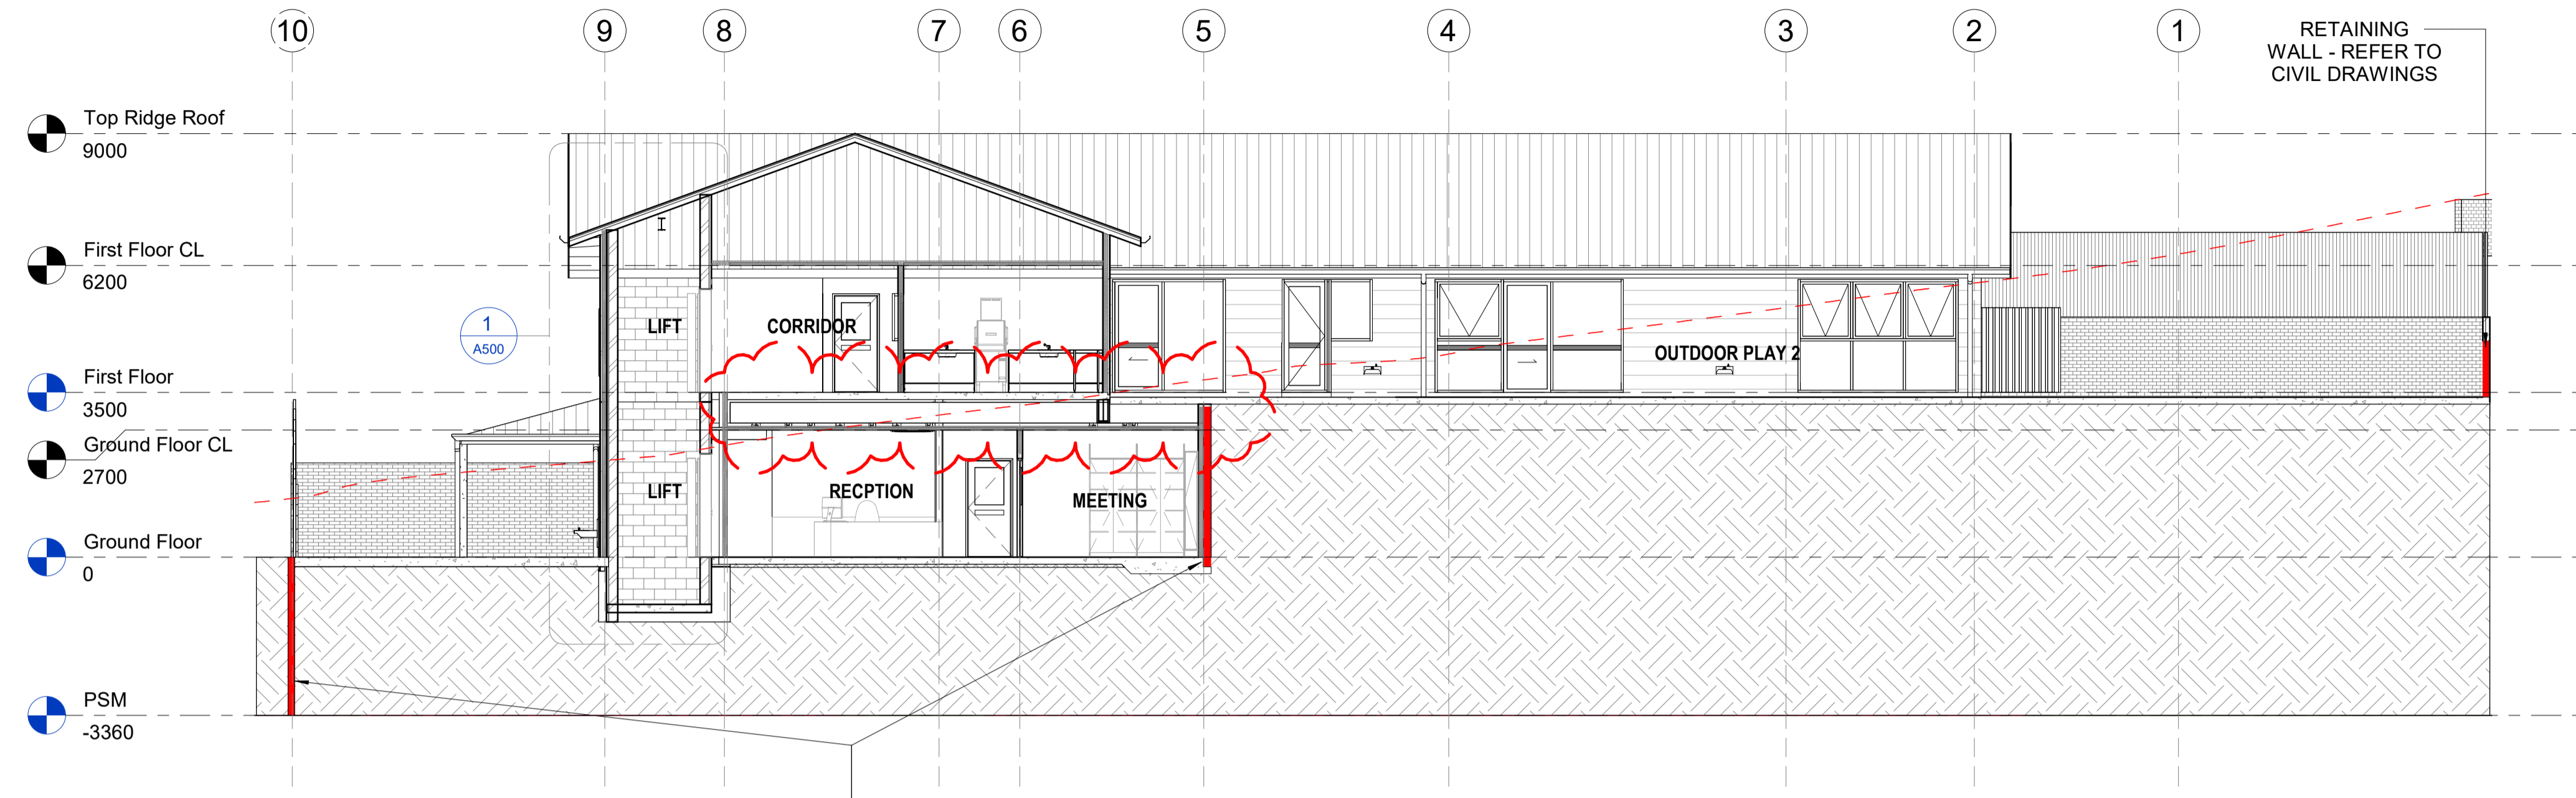 10
9
8
7
6
5
4
3
2
1
RETAINING
WALL - REFER TO
CIVIL DRAWINGS
Top Ridge Roof
9000
First Floor CL
6200
1
A500
LIFT
CORRIDOR
OUTDOOR PLAY 2
First Floor
3500
Ground Floor CL
2700
LIFT
RECPTION
MEETING
Ground Floor
0
PSM
-3360